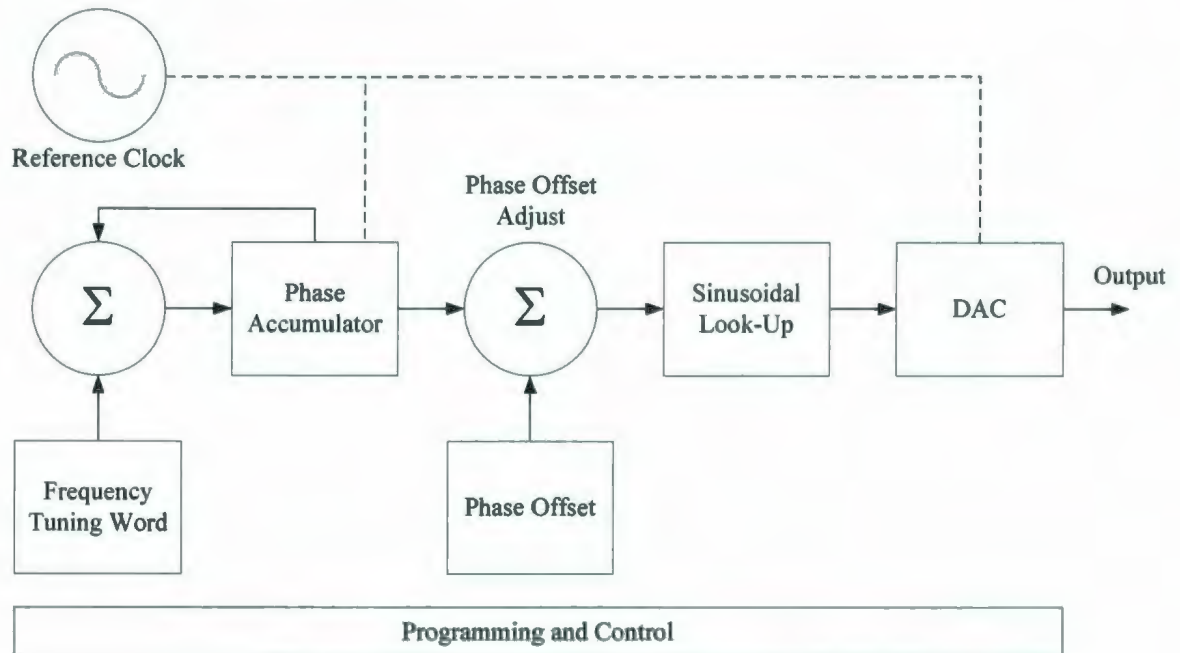 Reference Clock
Phase Offset
Adjust
Σ
Phase
Accumulator
Σ
Sinusoidal
Look-Up
DAC
Output
Frequency
Tuning Word
Phase Offset
Programming and Control